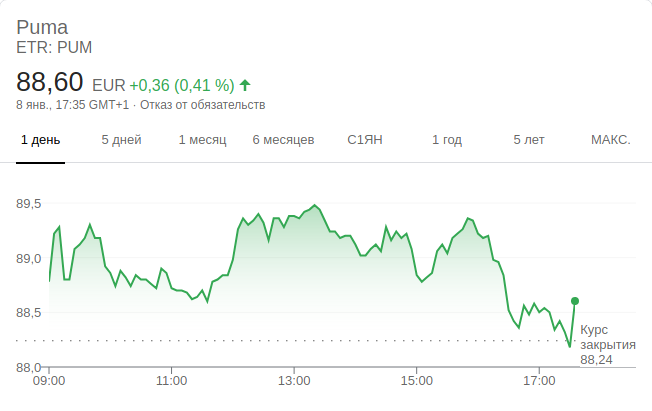 Puma
ETR: PUM
88,60 EUR +0,36 (0,41 %) ↑
8 янв., 17:35 GMT+1 · Отказ от обязательств
1 день 5 дней 1 месяц 6 месяцев С1ЯН 1 год 5 лет МАКС.
89,5
89,0
88,5
88,0
Курс
закрытия
88,24
09:00 11:00 13:00 15:00 17:00